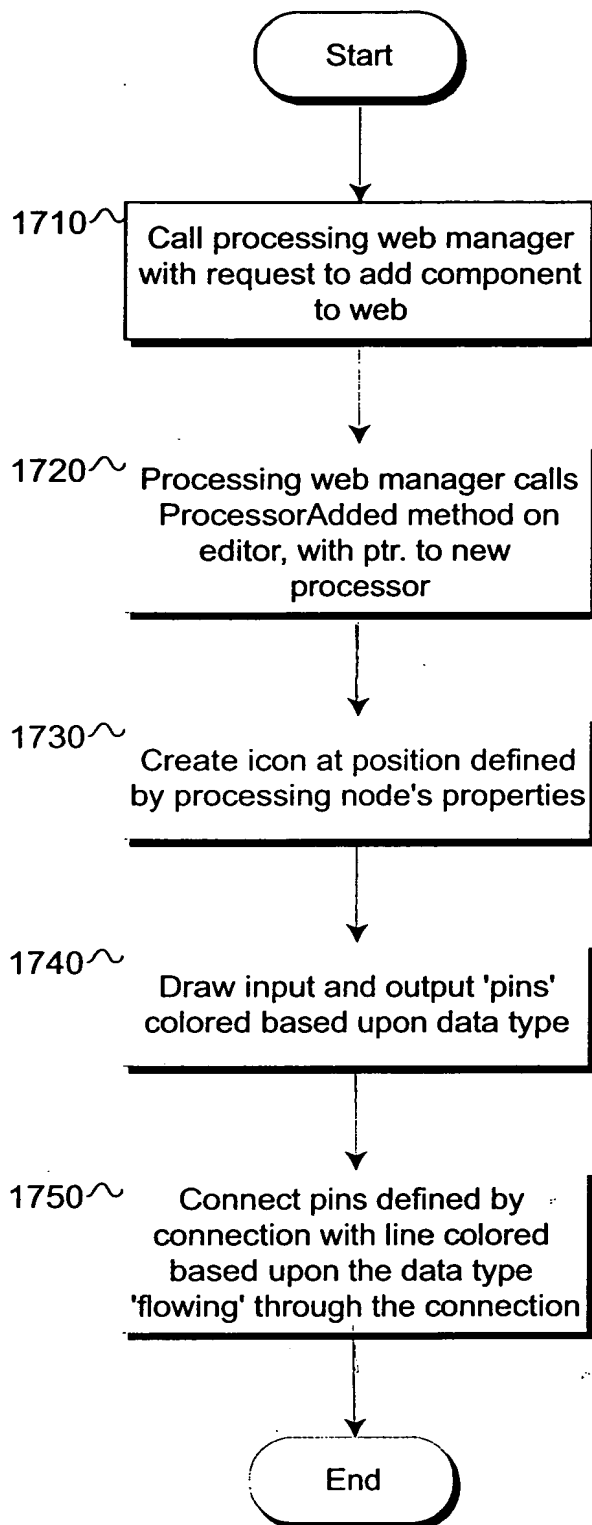 Start
1710
Call processing web manager
with request to add component
to web
1720
Processing web manager calls
ProcessorAdded method on
editor, with ptr. to new
processor
1730
Create icon at position defined
by processing node's properties
1740
Draw input and output 'pins'
colored based upon data type
1750
Connect pins defined by
connection with line colored
based upon the data type
'flowing' through the connection
End